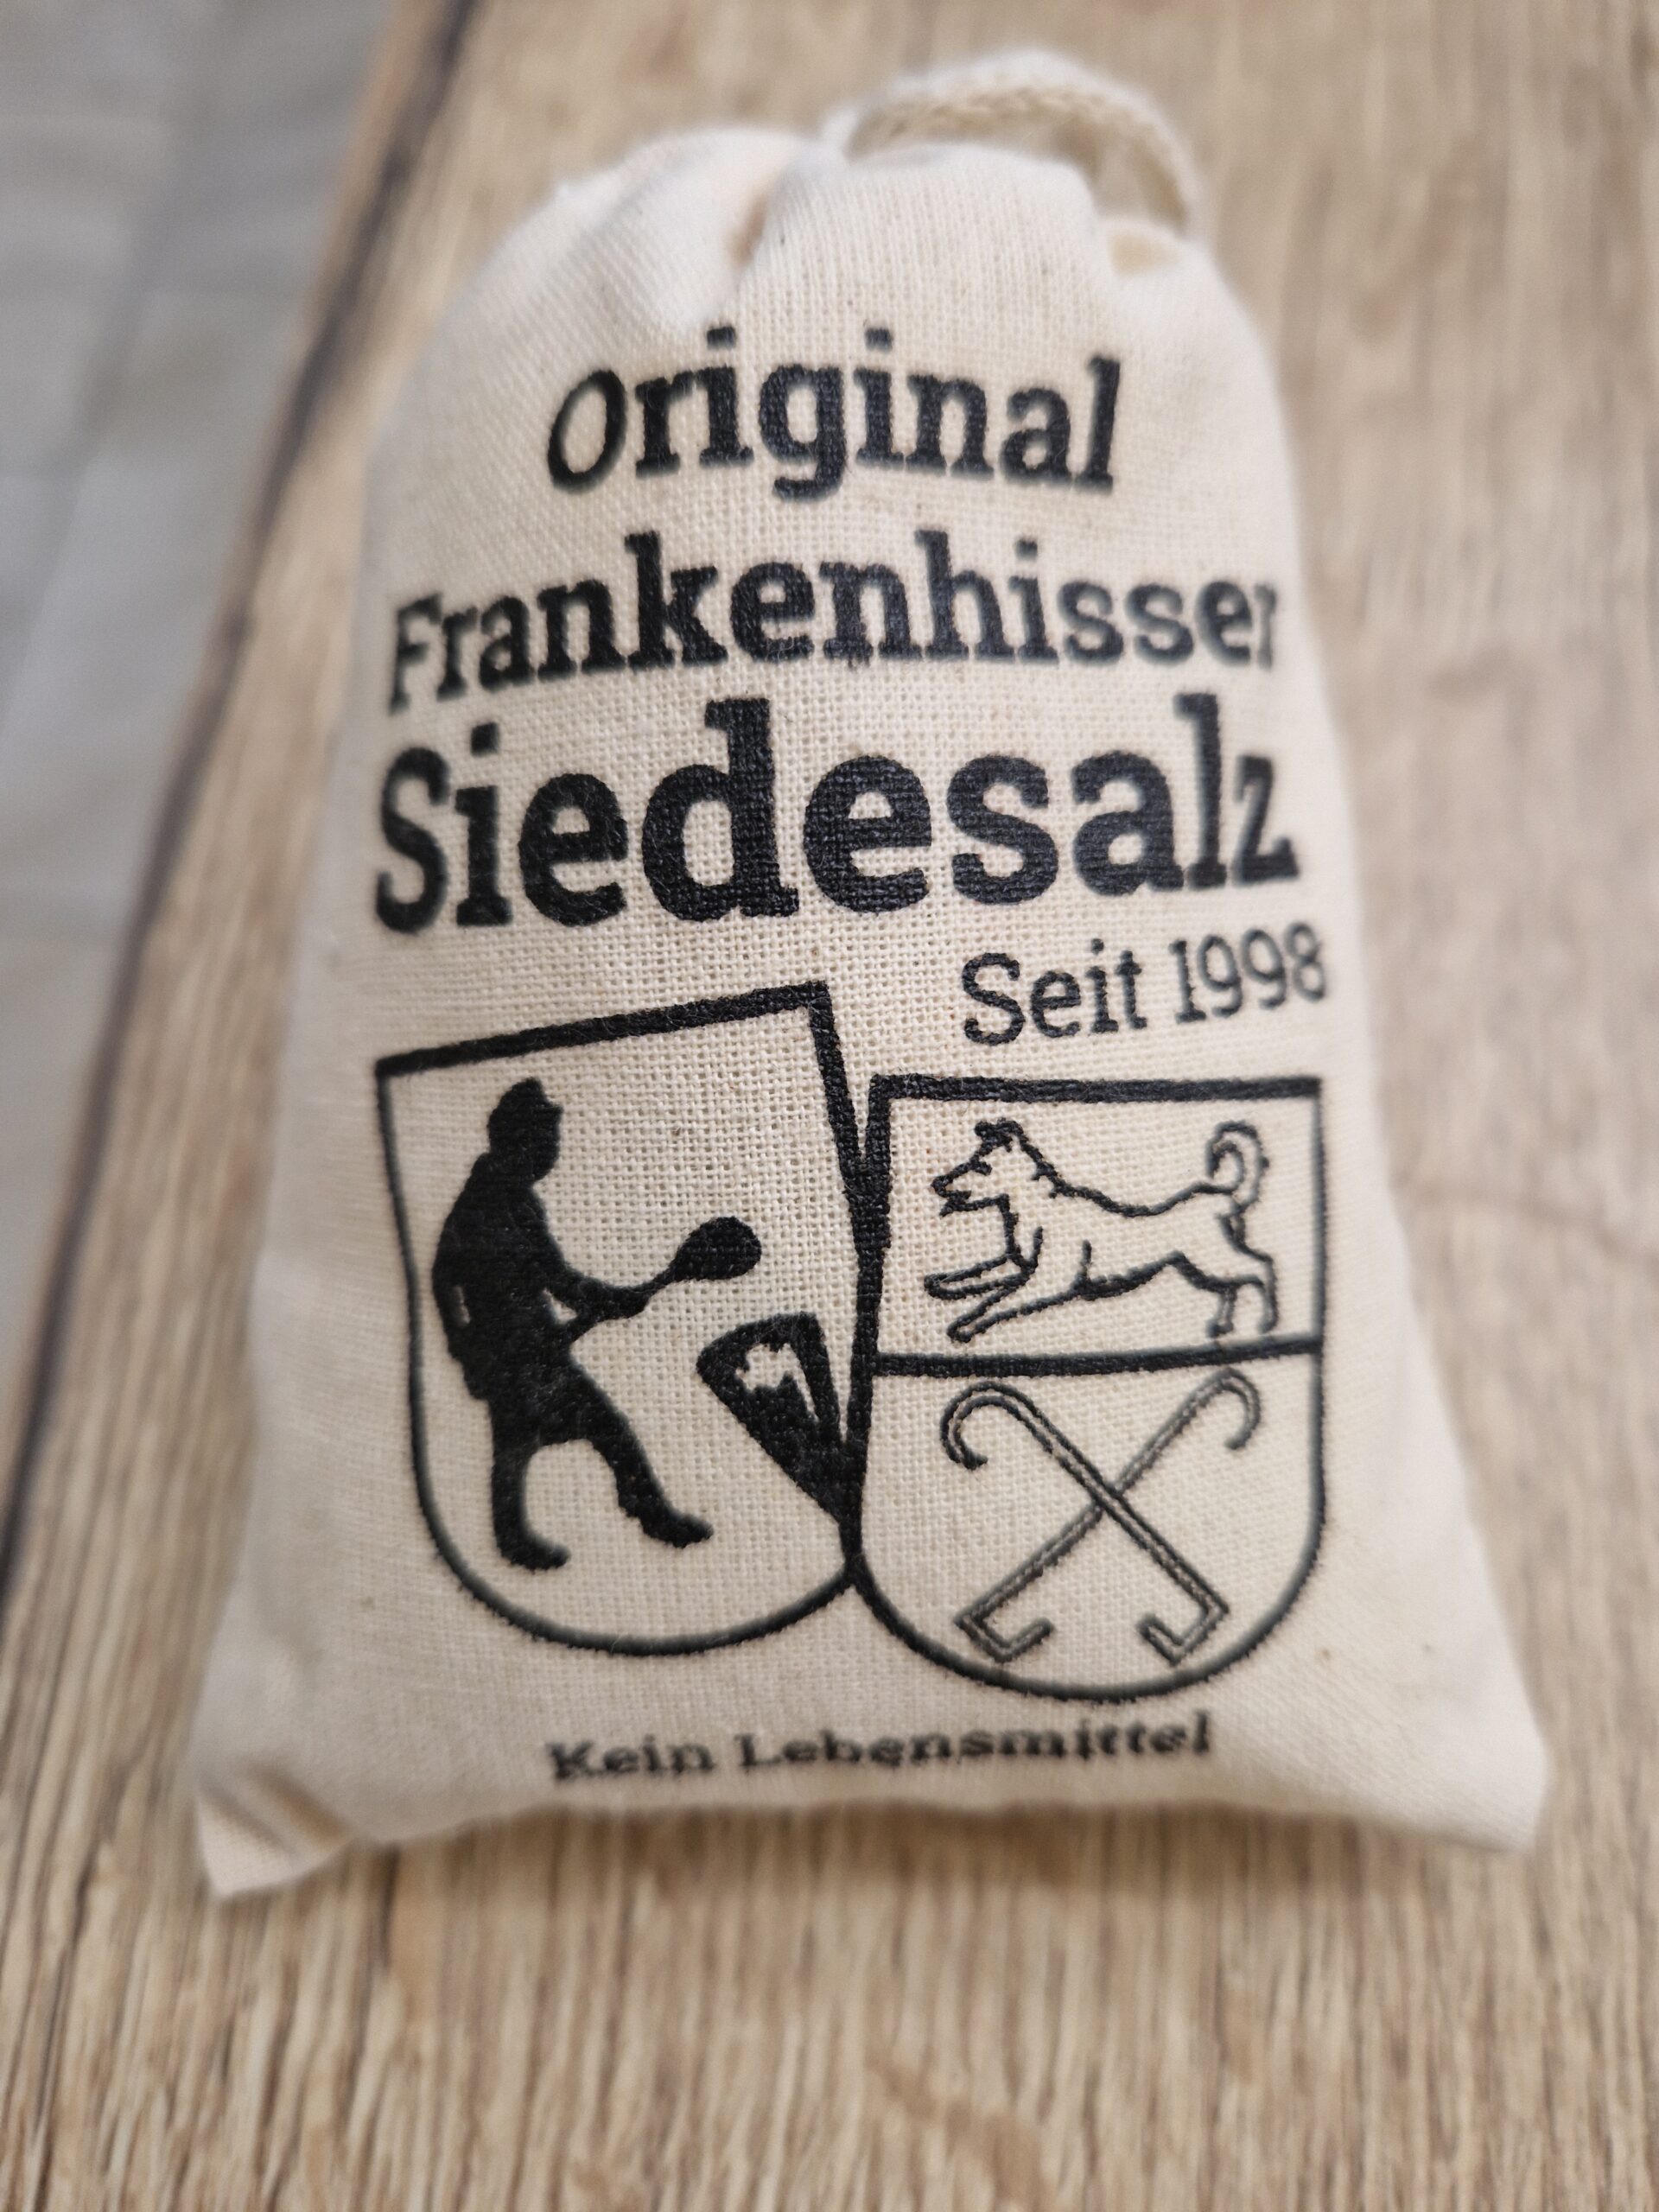 Original
Frankenhisser
Siedesalz
Seit 1998
Kein Lebensmittel